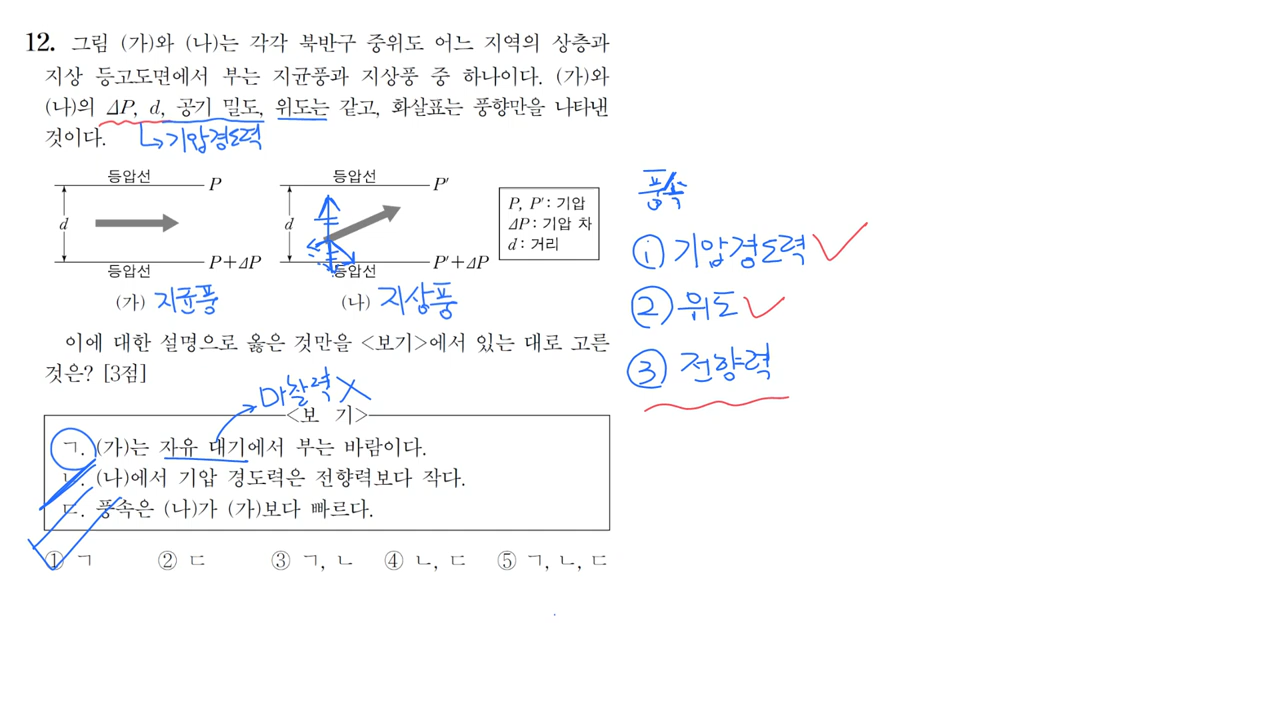 12. 그림 (가)와 (나)는 각각 북반구 중위도 어느 지역의 상층과
지상 등고도면에서 부는 지균풍과 지상풍 중 하나이다. (가)와
(나)의 ΔP, d, 공기 밀도, 위도는 같고, 화살표는 풍향만을 나타낸
것이다.
기압경도력
등압선 P
d
등압선 P+ΔP
(가) 지균풍
등압선 P′
d
등압선 P′+ΔP
(나) 지상풍
P, P′: 기압
ΔP: 기압 차
d: 거리
풍속
① 기압경도력
② 위도
③ 전향력
이에 대한 설명으로 옳은 것만을 <보기>에서 있는 대로 고른
것은? [3점]
마찰력 X
<보 기>
ㄱ. (가)는 자유 대기에서 부는 바람이다.
ㄴ. (나)에서 기압 경도력은 전향력보다 작다.
ㄷ. 풍속은 (나)가 (가)보다 빠르다.
① ㄱ ② ㄷ ③ ㄱ, ㄴ ④ ㄴ, ㄷ ⑤ ㄱ, ㄴ, ㄷ